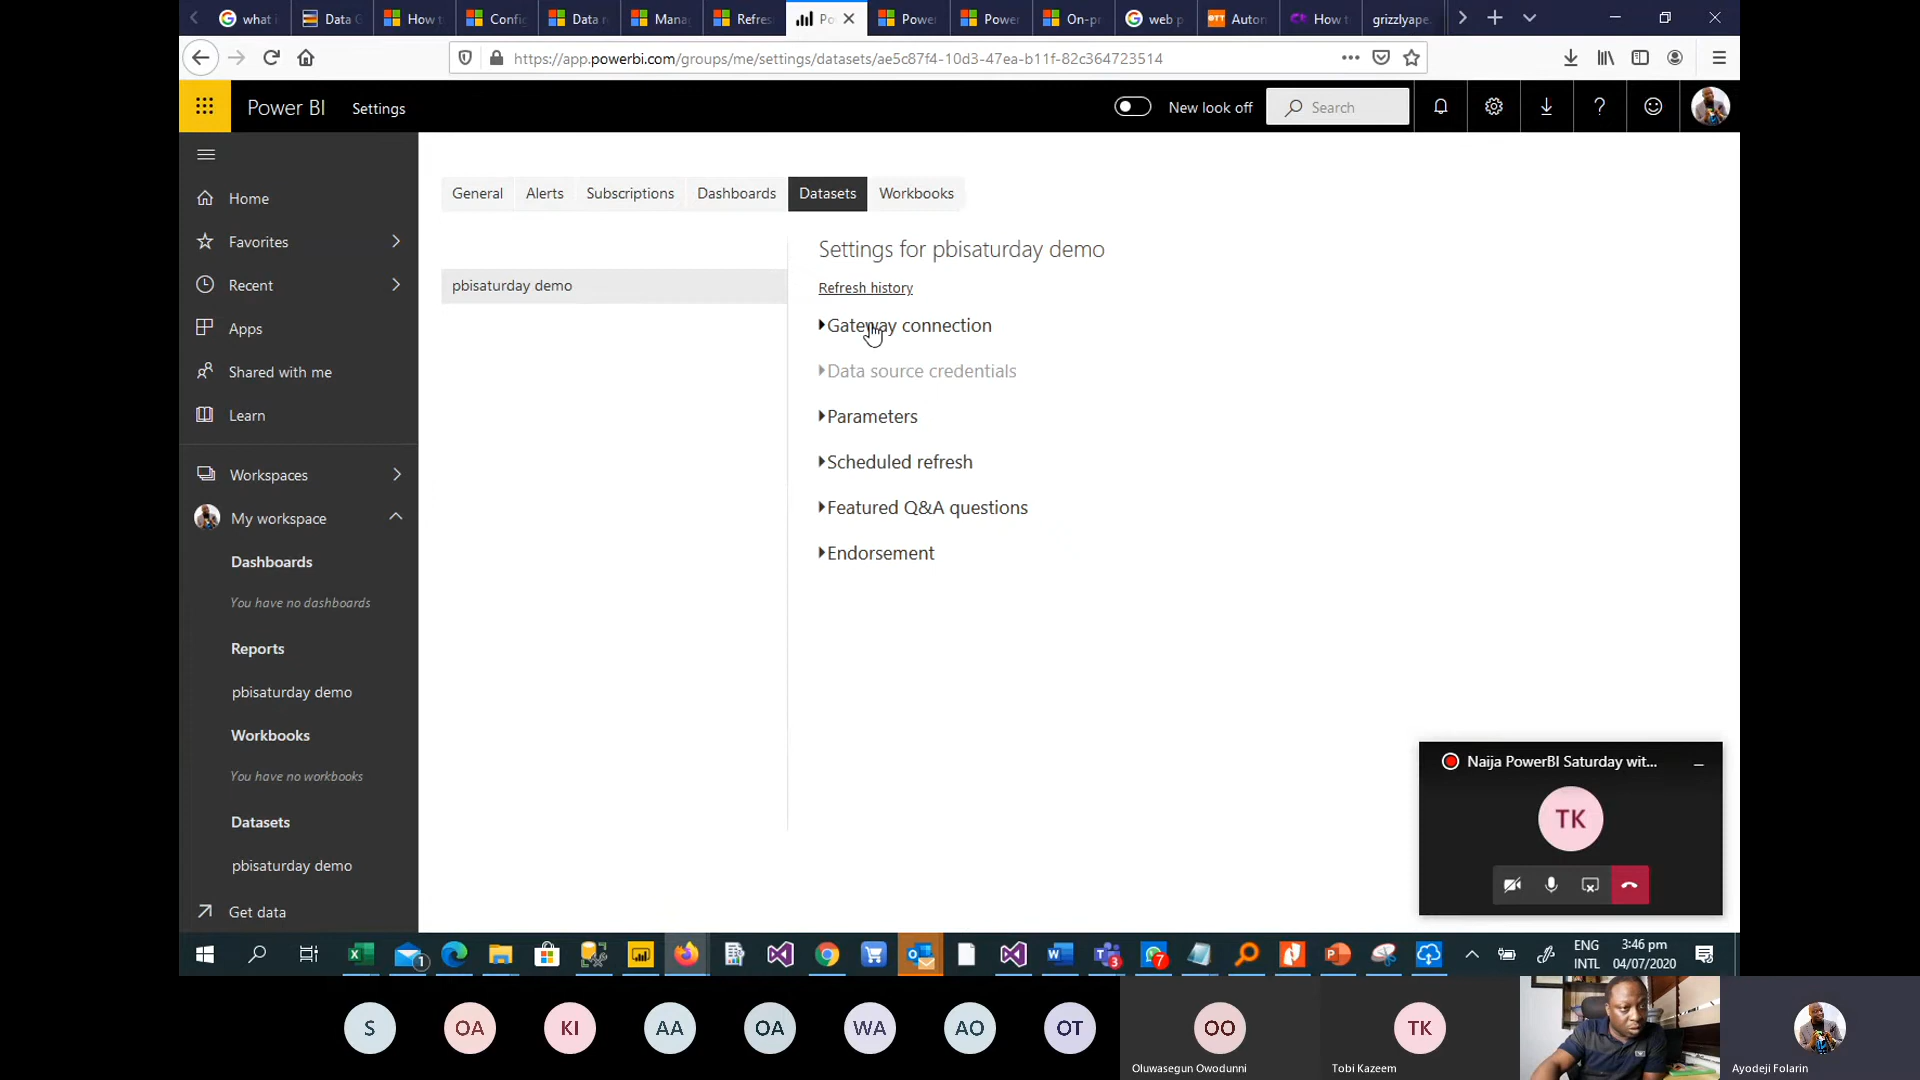 what i
Data G
How t
Config
Data r
Mana
Refres
Po
Power
Power
On-pr
web p
Auton
How t
grizzlyape.
https://app.powerbi.com/groups/me/settings/datasets/ae5c87f4-10d3-47ea-b11f-82c364723514
Power BI
Settings
New look off
Search
Home
Favorites
Recent
Apps
Shared with me
Learn
Workspaces
My workspace
Dashboards
You have no dashboards
Reports
pbisaturday demo
Workbooks
You have no workbooks
Datasets
pbisaturday demo
Get data
General
Alerts
Subscriptions
Dashboards
Datasets
Workbooks
pbisaturday demo
Settings for pbisaturday demo
Refresh history
Gateway connection
Data source credentials
Parameters
Scheduled refresh
Featured Q&A questions
Endorsement
Naija PowerBI Saturday wit...
TK
ENG
INTL
3:46 pm
04/07/2020
S
OA
KI
AA
OA
WA
AO
OT
OO
Oluwasegun Owodunni
TK
Tobi Kazeem
Ayodeji Folarin